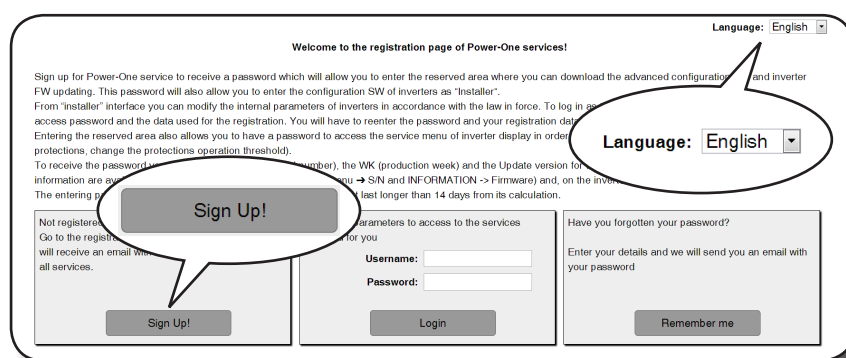 Language: English
Welcome to the registration page of Power-One services!
Sign up for Power-One service to receive a password which will allow you to enter the reserved area where you can download the advanced configuration and inverter
FW updating. This password will also allow you to enter the configuration SW of inverters as "Installer".
From "installer" interface you can modify the internal parameters of inverters in accordance with the law in force. To log in as
access password and the data used for the registration. You will have to reenter the password and your registration data
Entering the reserved area also allows you to have a password to access the service menu of inverter display in order
protections, change the protections operation threshold).
Language: English
To receive the password number), the WK (production week) and the Update version for
information are → S/N and INFORMATION -> Firmware) and, on the
The entering last longer than 14 days from its calculation.
Sign Up!
Not registered
Go to the
will receive an email
all services.
Sign Up!
parameters to access to the services
for you
Username:
Password:
Login
Have you forgotten your password?
Enter your details and we will send you an email with
your password
Remember me